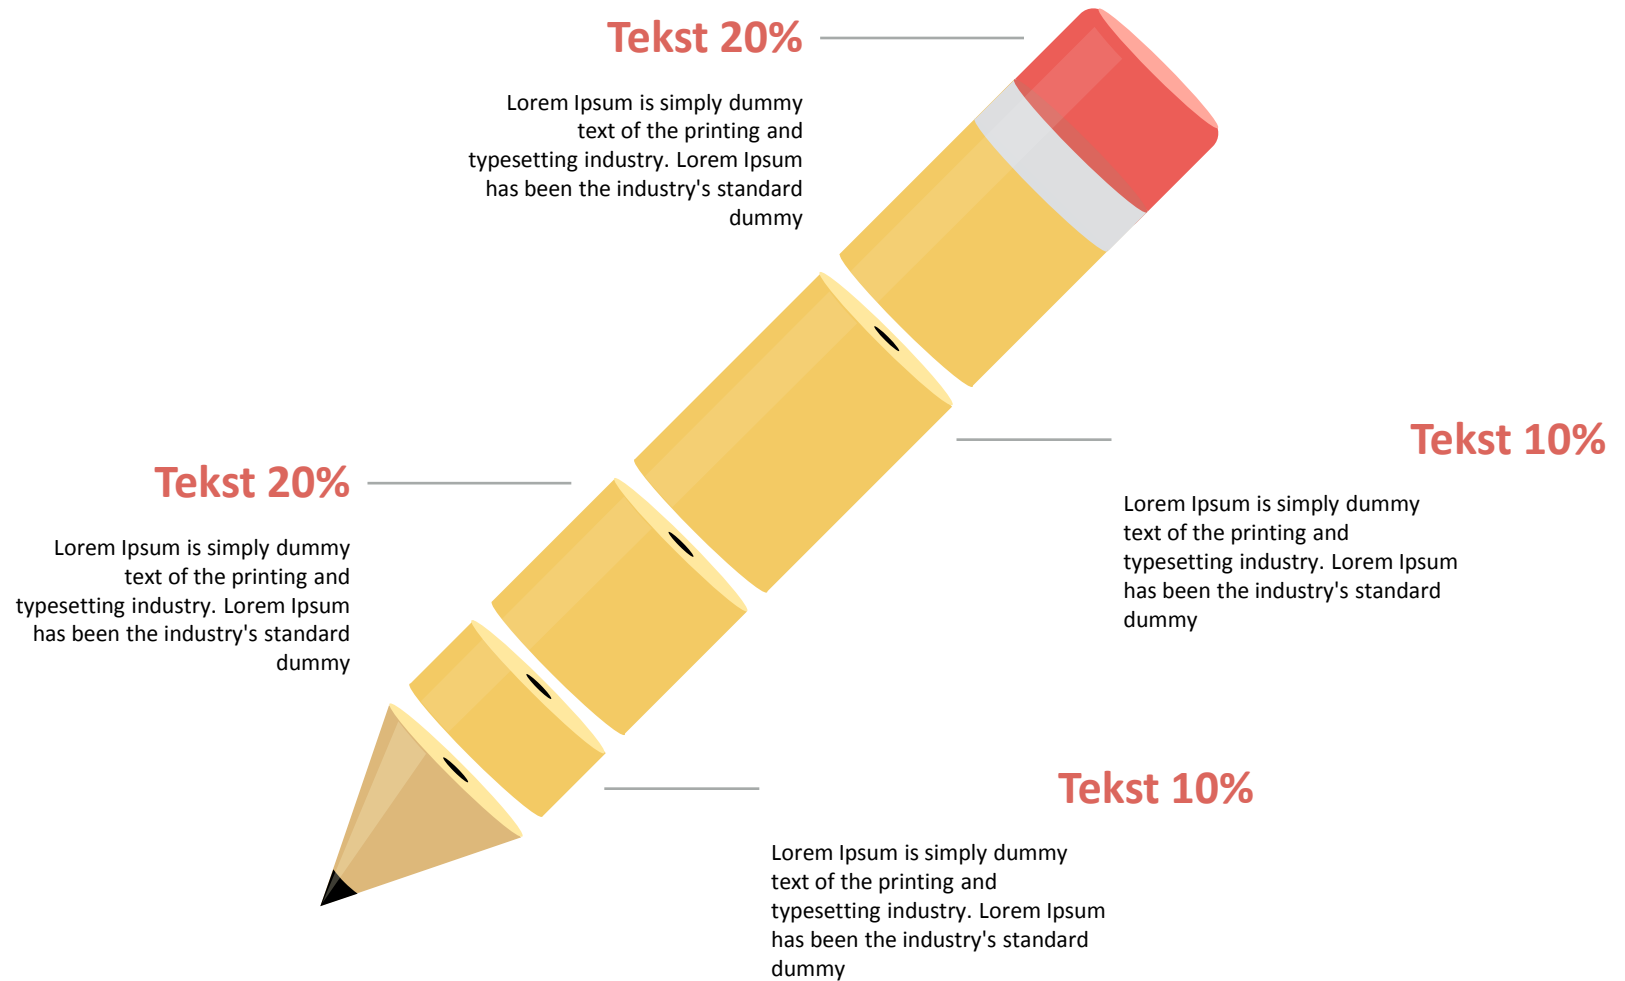 Tekst 20%
Lorem Ipsum is simply dummy
text of the printing and
typesetting industry. Lorem Ipsum
has been the industry's standard
dummy
Tekst 10%
Lorem Ipsum is simply dummy
text of the printing and
typesetting industry. Lorem Ipsum
has been the industry's standard
dummy
Tekst 20%
Lorem Ipsum is simply dummy
text of the printing and
typesetting industry. Lorem Ipsum
has been the industry's standard
dummy
Tekst 10%
Lorem Ipsum is simply dummy
text of the printing and
typesetting industry. Lorem Ipsum
has been the industry's standard
dummy